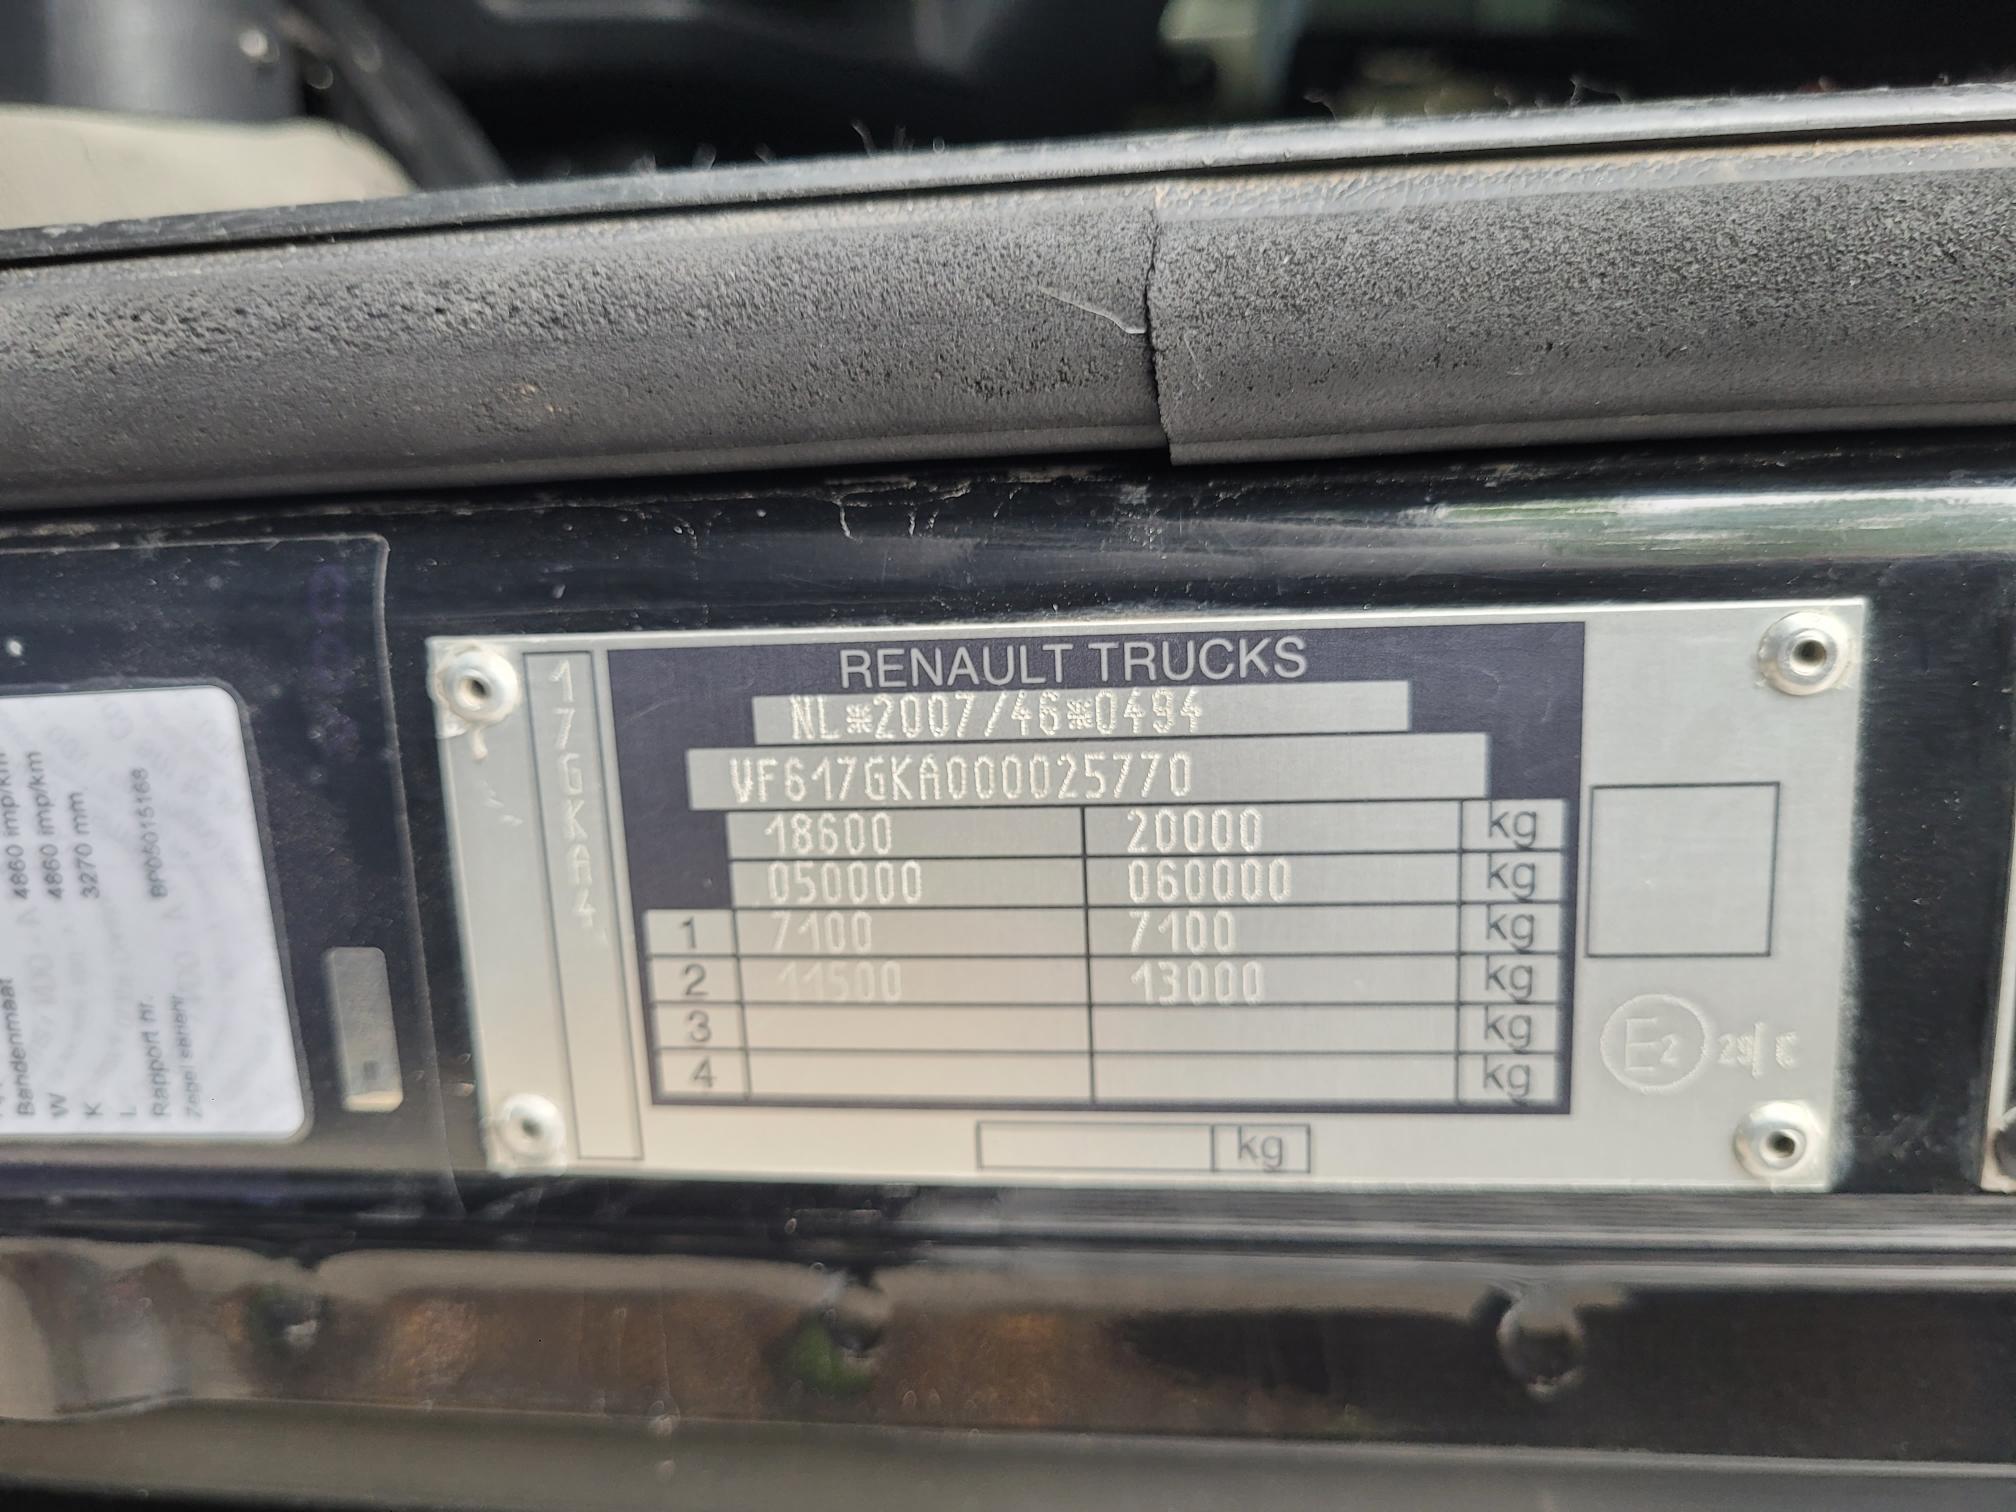 RENAULT TRUCKS
NL*2007/46*0494
VF617GKA000025770
18600 20000 kg
050000 060000 kg
1 7100 7100 kg
2 11500 13000 kg
3 kg
4 kg
kg
17GKA4
E2
4860 imp/km
Bandenmaat
W 4860 imp/km
K 3270 mm
L
Rapport nr. BP0501516
Zegel